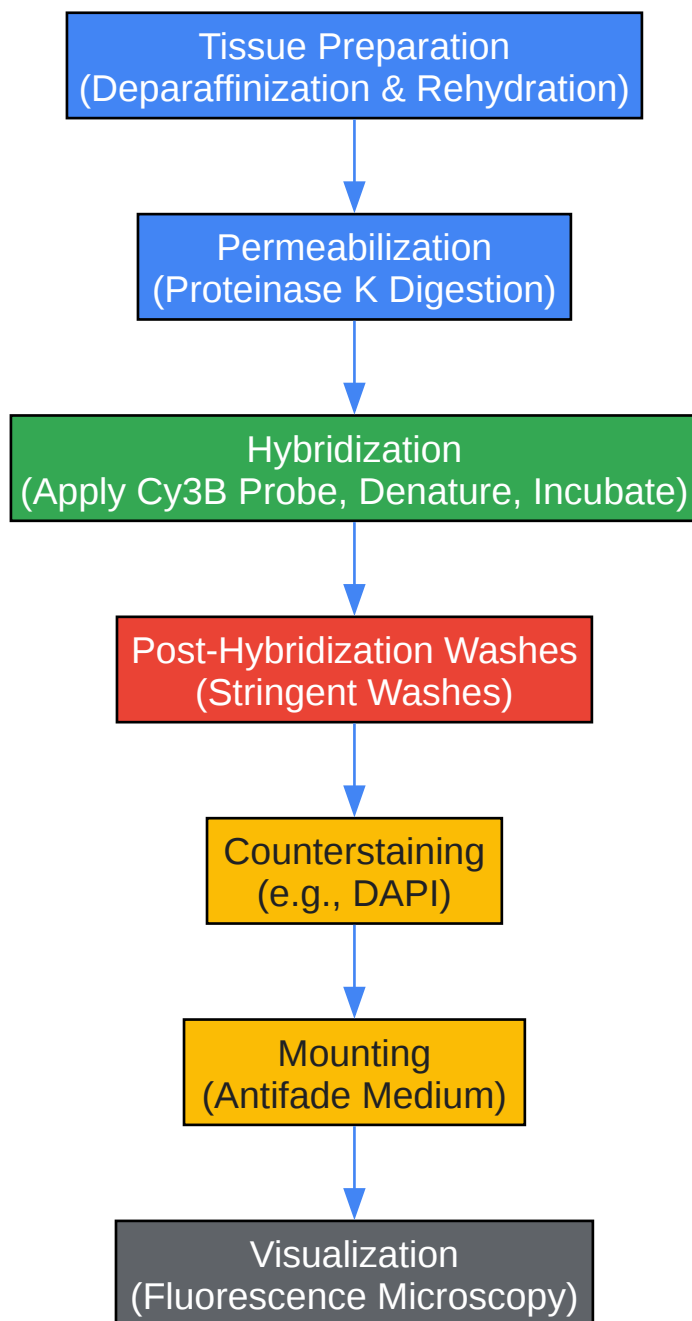 Tissue Preparation
(Deparaffinization & Rehydration)
Permeabilization
(Proteinase K Digestion)
Hybridization
(Apply Cy3B Probe, Denature, Incubate)
Post-Hybridization Washes
(Stringent Washes)
Counterstaining
(e.g., DAPI)
Mounting
(Antifade Medium)
Visualization
(Fluorescence Microscopy)